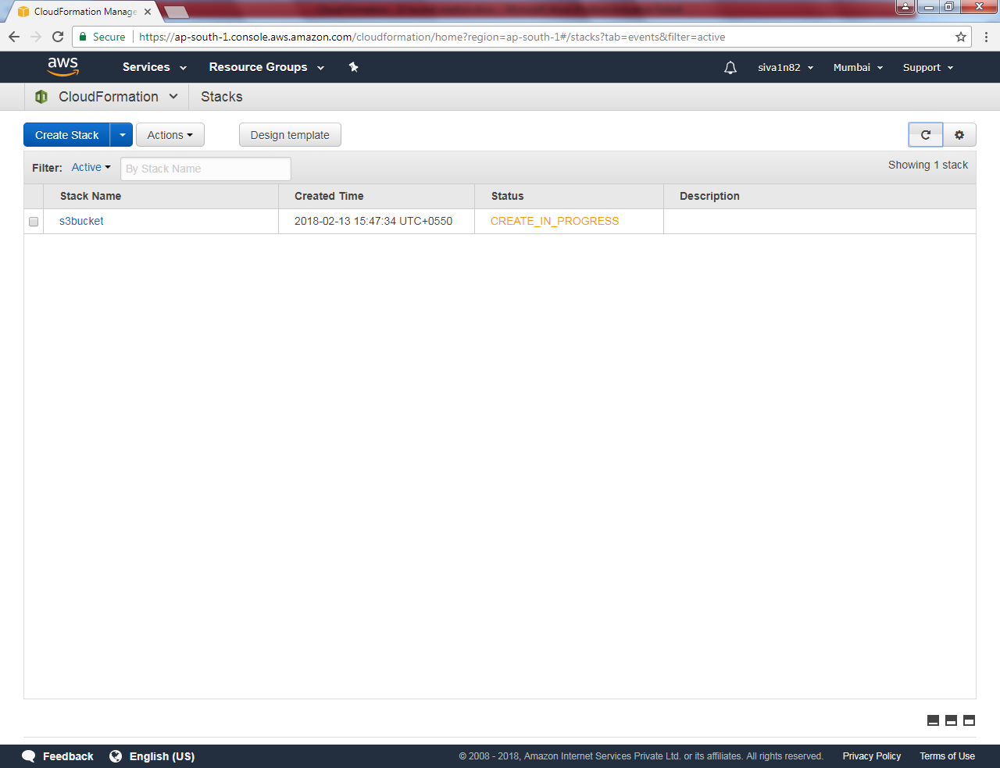 CloudFormation Manage
Secure https://ap-south-1.console.aws.amazon.com/cloudformation/home?region=ap-south-1#/stacks?tab=events&filter=active
aws Services Resource Groups siva1n82 Mumbai Support
CloudFormation Stacks
Create Stack Actions Design template
Filter: Active By Stack Name Showing 1 stack
Stack Name Created Time Status Description
s3bucket 2018-02-13 15:47:34 UTC+0550 CREATE_IN_PROGRESS
Feedback English (US) © 2008 - 2018, Amazon Internet Services Private Ltd. or its affiliates. All rights reserved. Privacy Policy Terms of Use